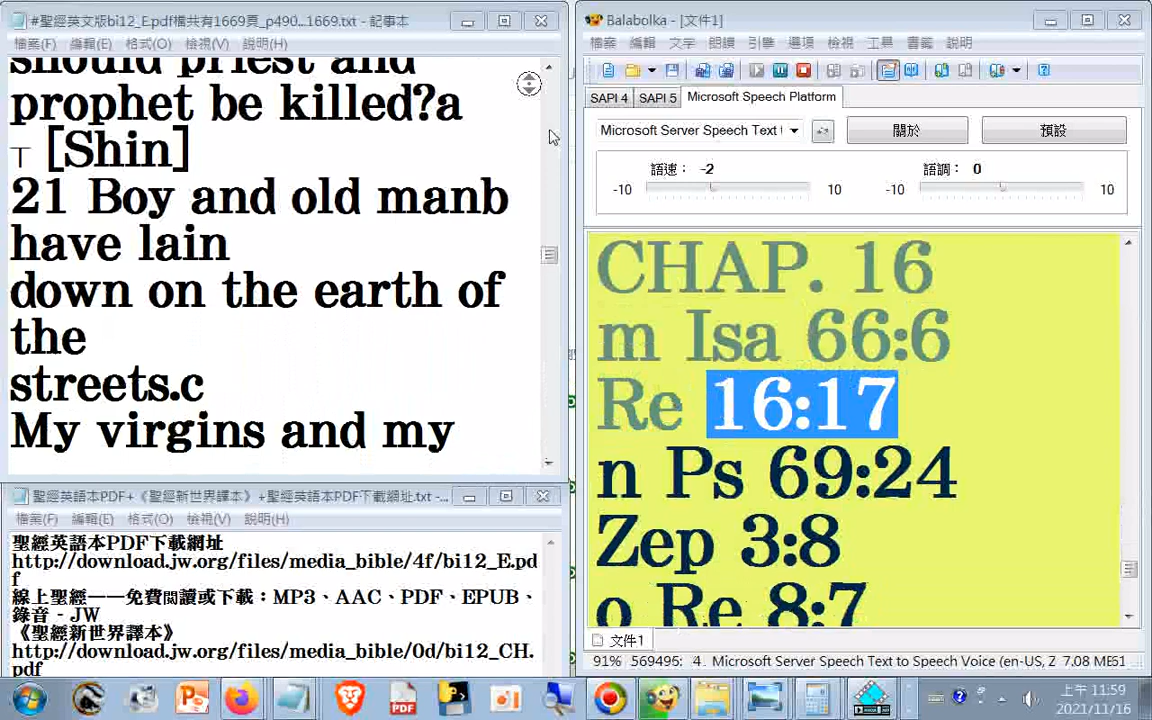 #聖經英文版bi12_E.pdf檔共有1669頁_p490...1669.txt - 記事本
檔案(F) 編輯(E) 格式(O) 檢視(V) 說明(H)
should priest and
prophet be killed?a
ㄒ [Shin]
21 Boy and old manb
have lain
down on the earth of
the
streets.c
My virgins and my
聖經英語本PDF+《聖經新世界譯本》+聖經英語本PDF下載網址.txt -...
檔案(F) 編輯(E) 格式(O) 檢視(V) 說明(H)
聖經英語本PDF下載網址
http://download.jw.org/files/media_bible/4f/bi12_E.pd
f
線上聖經——免費閱讀或下載：MP3、AAC、PDF、EPUB、
錄音 - JW
《聖經新世界譯本》
http://download.jw.org/files/media_bible/0d/bi12_CH.
pdf
Balabolka - [文件1]
檔案 編輯 文字 朗讀 引擎 選項 檢視 工具 書籤 說明
SAPI 4 SAPI 5 Microsoft Speech Platform
Microsoft Server Speech Text 關於 預設
語速： -2 語調： 0
-10 10 -10 10
CHAP. 16
m Isa 66:6
Re 16:17
n Ps 69:24
Zep 3:8
o Re 8:7
文件1
91% 569495: 4. Microsoft Server Speech Text to Speech Voice (en-US, Z 7.08 ME51
上午 11:59
2021/11/16